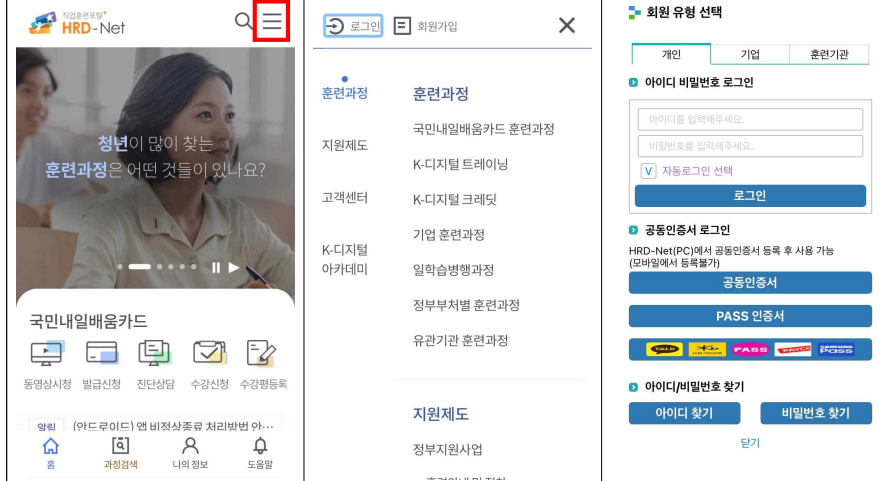 직업훈련포털
HRD-Net
청년이 많이 찾는
훈련과정은 어떤 것들이 있나요?
국민내일배움카드
동영상시청 발급신청 진단상담 수강신청 수강평등록
알림 (안드로이드) 앱 비정상종료 처리방법 안…
홈 과정검색 나의 정보 도움말
로그인 회원가입
훈련과정
지원제도
고객센터
K-디지털
아카데미
훈련과정
국민내일배움카드 훈련과정
K-디지털 트레이닝
K-디지털 크레딧
기업 훈련과정
일학습병행과정
정부부처별 훈련과정
유관기관 훈련과정
지원제도
정부지원사업
회원 유형 선택
개인 기업 훈련기관
아이디 비밀번호 로그인
아이디를 입력해주세요.
비밀번호를 입력해주세요.
V 자동로그인 선택
로그인
공동인증서 로그인
HRD-Net(PC)에서 공동인증서 등록 후 사용 가능
(모바일에서 등록불가)
공동인증서
PASS 인증서
TALK PASS PAYCO SAMSUNG Pass
아이디/비밀번호 찾기
아이디 찾기 비밀번호 찾기
닫기